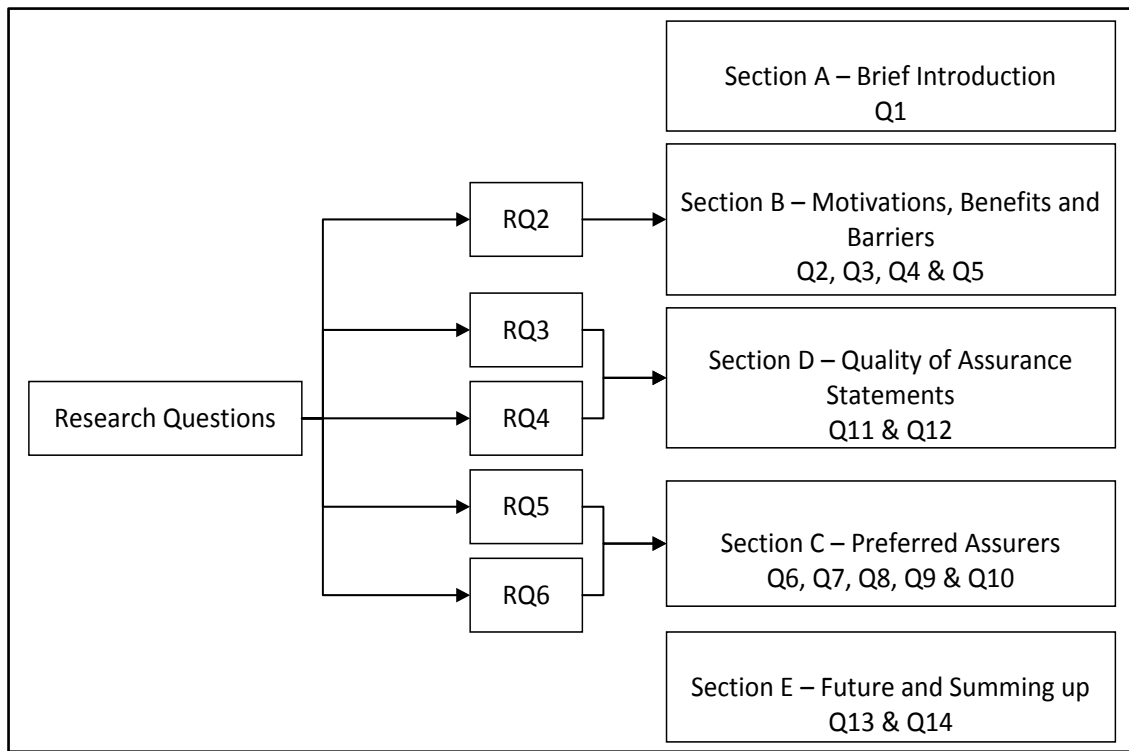 Section A – Brief Introduction
Q1
RQ2
Section B – Motivations, Benefits and
Barriers
Q2, Q3, Q4 & Q5
RQ3
Section D – Quality of Assurance
Statements
Q11 & Q12
Research Questions
RQ4
RQ5
Section C – Preferred Assurers
Q6, Q7, Q8, Q9 & Q10
RQ6
Section E – Future and Summing up
Q13 & Q14